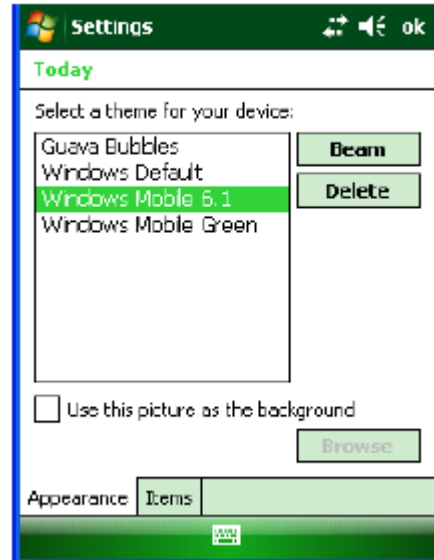 Settings ok
Today
Select a theme for your device:
Guava Bubbles
Beam
Windows Default
Delete
Windows Mobile 6.1
Windows Mobile Green
Use this picture as the background
Browse
Appearance Items